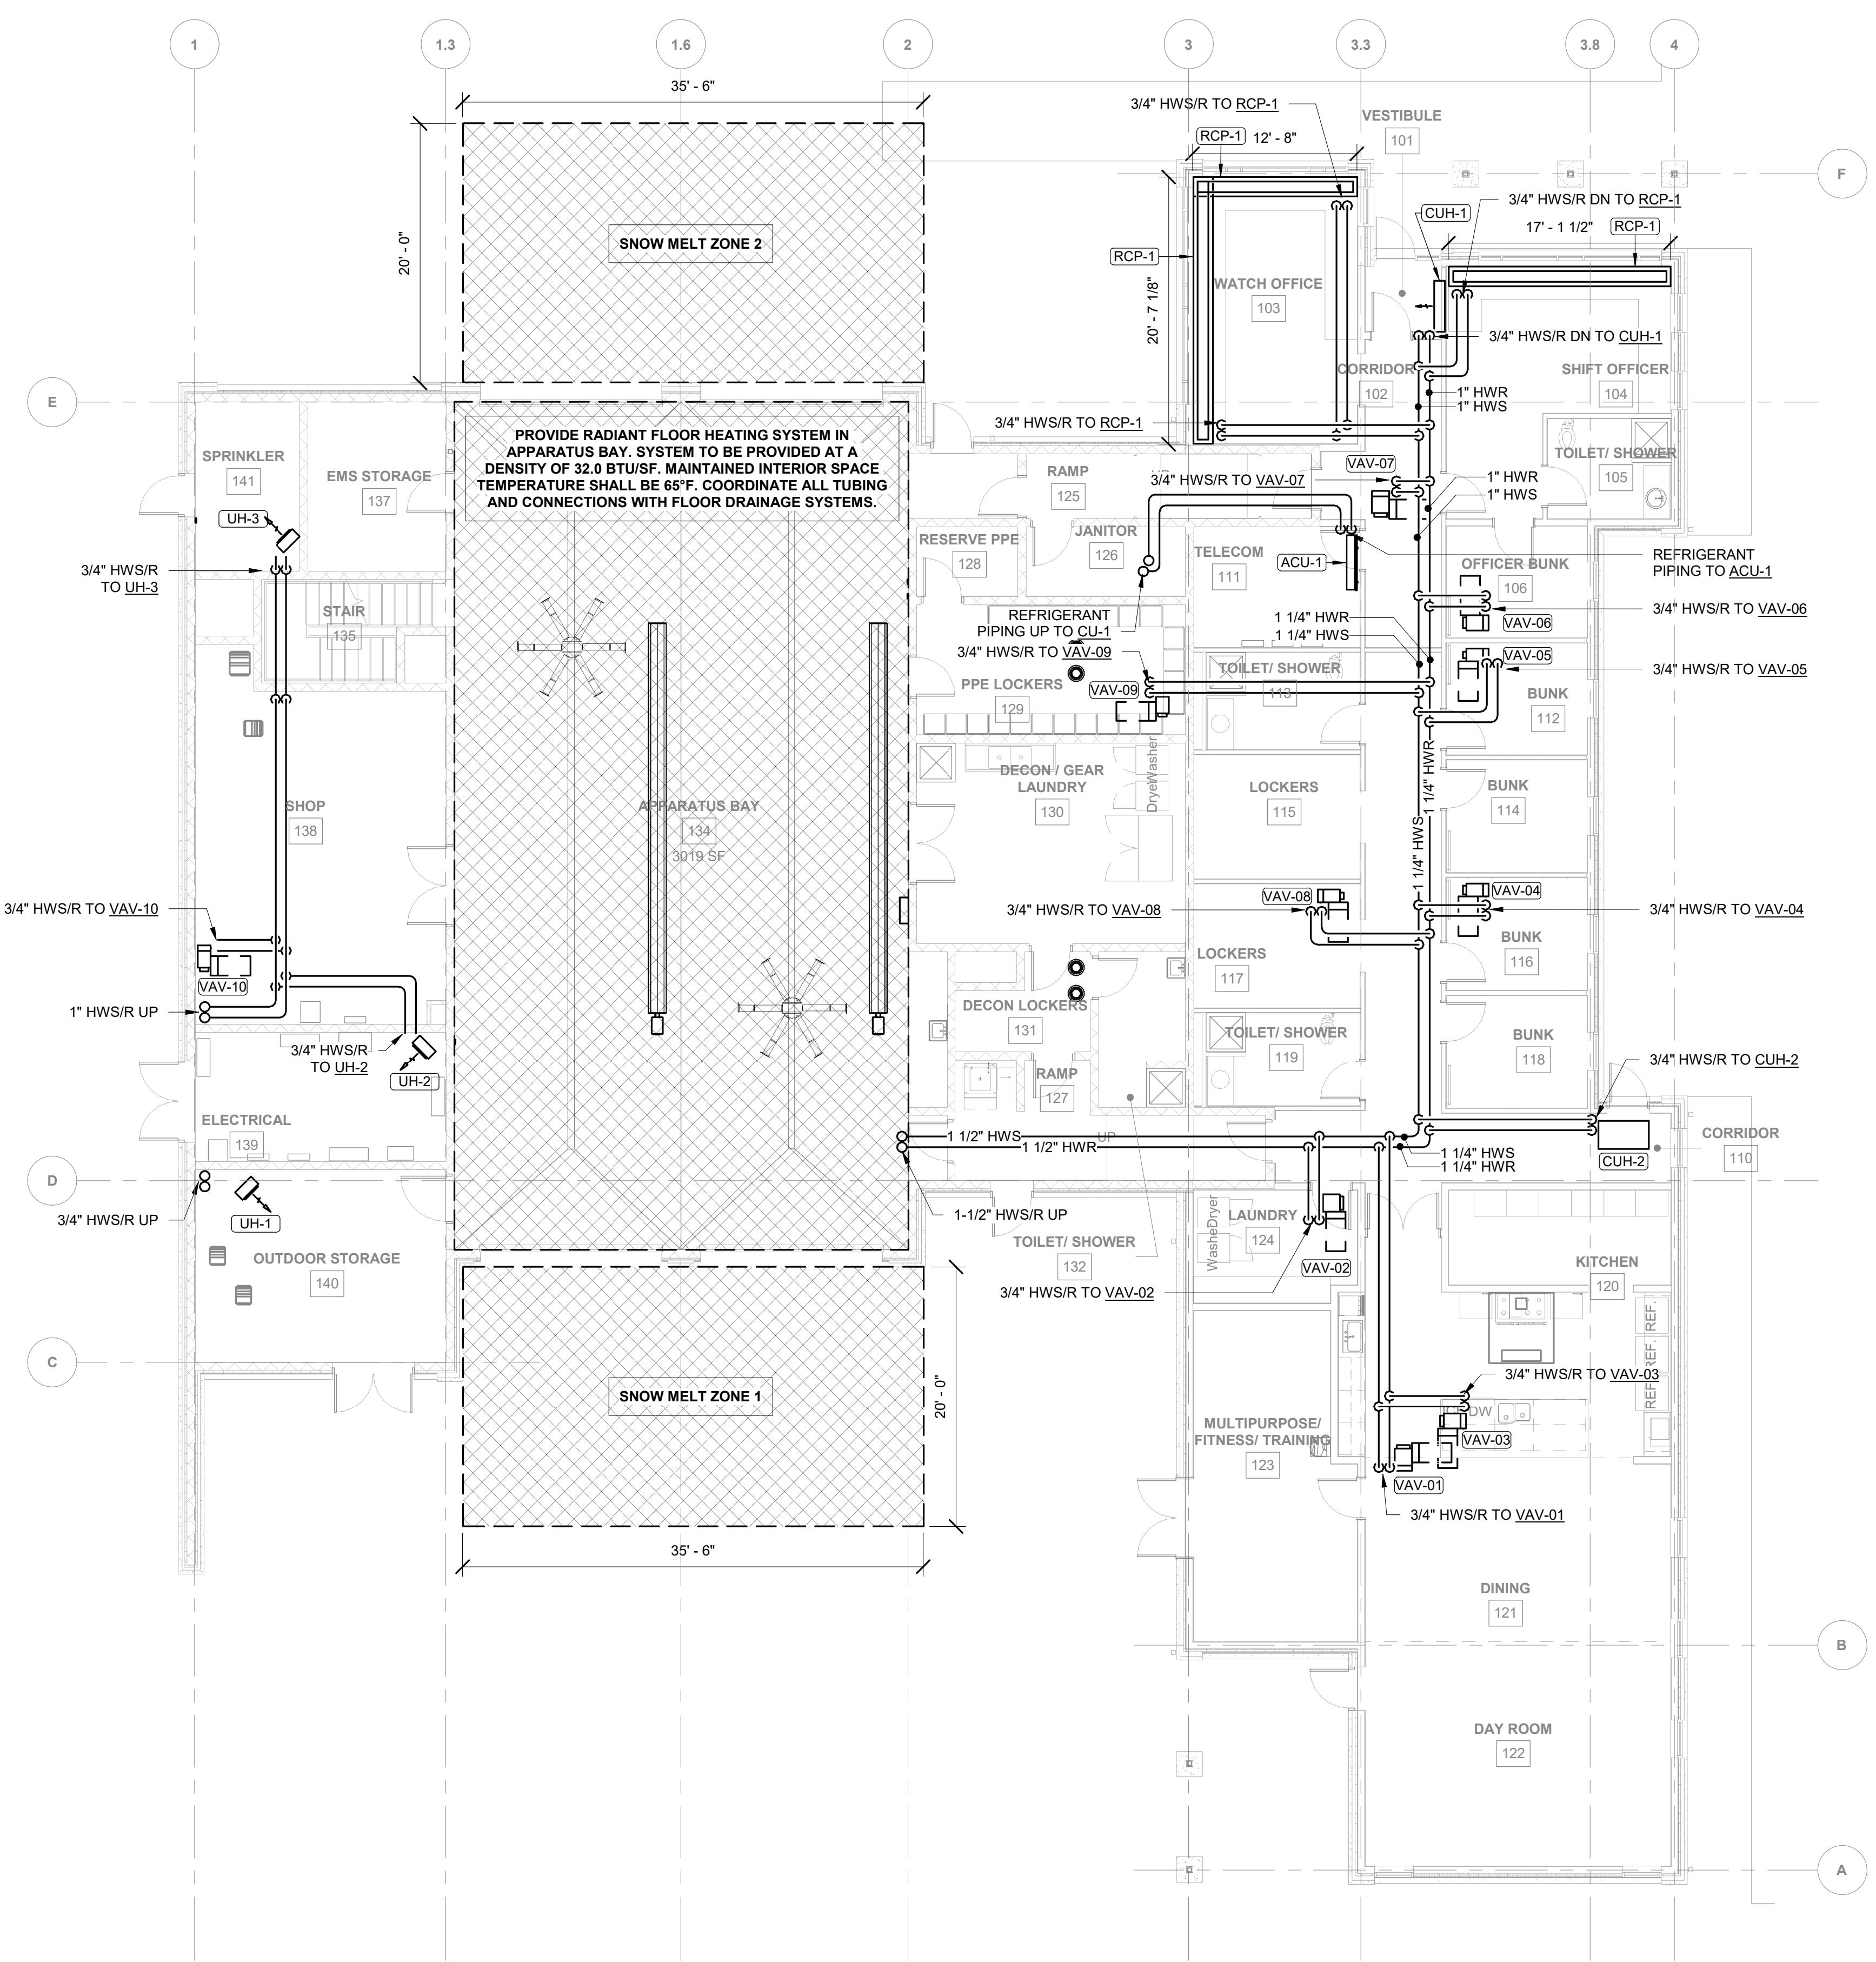 1
1.3
1.6
2
3
3.3
3.8
4
35' - 6"
3/4" HWS/R TO RCP-1
VESTIBULE
101
RCP-1
12' - 8"
F
3/4" HWS/R DN TO RCP-1
CUH-1
17' - 1 1/2"
RCP-1
20' - 0"
SNOW MELT ZONE 2
RCP-1
WATCH OFFICE
103
20' - 7 1/8"
3/4" HWS/R DN TO CUH-1
CORRIDOR
102
SHIFT OFFICER
104
1" HWR
1" HWS
E
3/4" HWS/R TO RCP-1
PROVIDE RADIANT FLOOR HEATING SYSTEM IN
APPARATUS BAY. SYSTEM TO BE PROVIDED AT A
DENSITY OF 32.0 BTU/SF. MAINTAINED INTERIOR SPACE
TEMPERATURE SHALL BE 65°F. COORDINATE ALL TUBING
AND CONNECTIONS WITH FLOOR DRAINAGE SYSTEMS.
SPRINKLER
141
EMS STORAGE
137
TOILET/ SHOWER
105
VAV-07
RAMP
125
3/4" HWS/R TO VAV-07
1" HWR
1" HWS
UH-3
RESERVE PPE
128
JANITOR
126
TELECOM
111
ACU-1
REFRIGERANT
PIPING TO ACU-1
OFFICER BUNK
106
3/4" HWS/R
TO UH-3
STAIR
135
REFRIGERANT
PIPING UP TO CU-1
1 1/4" HWR
1 1/4" HWS
VAV-06
3/4" HWS/R TO VAV-06
3/4" HWS/R TO VAV-09
VAV-05
3/4" HWS/R TO VAV-05
TOILET/ SHOWER
113
PPE LOCKERS
129
VAV-09
BUNK
112
DECON / GEAR
LAUNDRY
130
Washer
Dryer
1 1/4" HWR
1 1/4" HWS
LOCKERS
115
BUNK
114
SHOP
138
APPARATUS BAY
134
3019 SF
VAV-08
3/4" HWS/R TO VAV-08
VAV-04
3/4" HWS/R TO VAV-04
3/4" HWS/R TO VAV-10
VAV-10
LOCKERS
117
BUNK
116
1" HWS/R UP
DECON LOCKERS
131
TOILET/ SHOWER
119
BUNK
118
3/4" HWS/R
TO UH-2
UH-2
RAMP
127
3/4" HWS/R TO CUH-2
ELECTRICAL
139
1 1/2" HWS
1 1/2" HWR
UP
1 1/4" HWS
1 1/4" HWR
CUH-2
CORRIDOR
110
D
3/4" HWS/R UP
UH-1
1-1/2" HWS/R UP
OUTDOOR STORAGE
140
TOILET/ SHOWER
132
Dryer
Washe
LAUNDRY
124
VAV-02
3/4" HWS/R TO VAV-02
KITCHEN
120
REF.
REF.
REF.
C
SNOW MELT ZONE 1
20' - 0"
3/4" HWS/R TO VAV-03
DW
VAV-03
MULTIPURPOSE/
FITNESS/ TRAINING
123
VAV-01
3/4" HWS/R TO VAV-01
35' - 6"
DINING
121
B
DAY ROOM
122
A